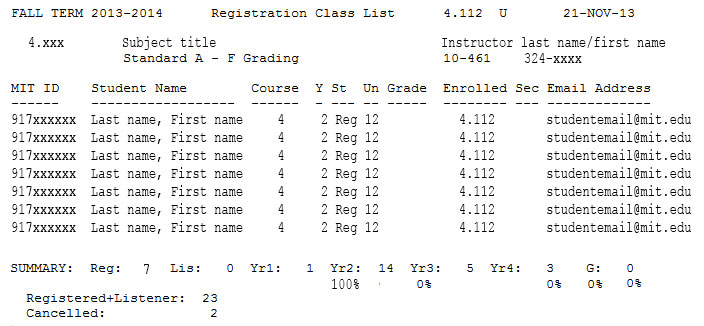 FALL TERM 2013-2014 Registration Class List 4.112 U 21-NOV-13
4.xxx Subject title Instructor last name/first name
Standard A - F Grading 10-461 324-xxxx
MIT ID Student Name Course Y St Un Grade Enrolled Sec Email Address
------ ------------------ ------ - --- -- ----- -------- --- -------------
917xxxxxx Last name, First name 4 2 Reg 12 4.112 studentemail@mit.edu
917xxxxxx Last name, First name 4 2 Reg 12 4.112 studentemail@mit.edu
917xxxxxx Last name, First name 4 2 Reg 12 4.112 studentemail@mit.edu
917xxxxxx Last name, First name 4 2 Reg 12 4.112 studentemail@mit.edu
917xxxxxx Last name, First name 4 2 Reg 12 4.112 studentemail@mit.edu
917xxxxxx Last name, First name 4 2 Reg 12 4.112 studentemail@mit.edu
917xxxxxx Last name, First name 4 2 Reg 12 4.112 studentemail@mit.edu
SUMMARY: Reg: 7 Lis: 0 Yr1: 1 Yr2: 14 Yr3: 5 Yr4: 3 G: 0
100% 0% 0% 0% 0%
Registered+Listener: 23
Cancelled: 2